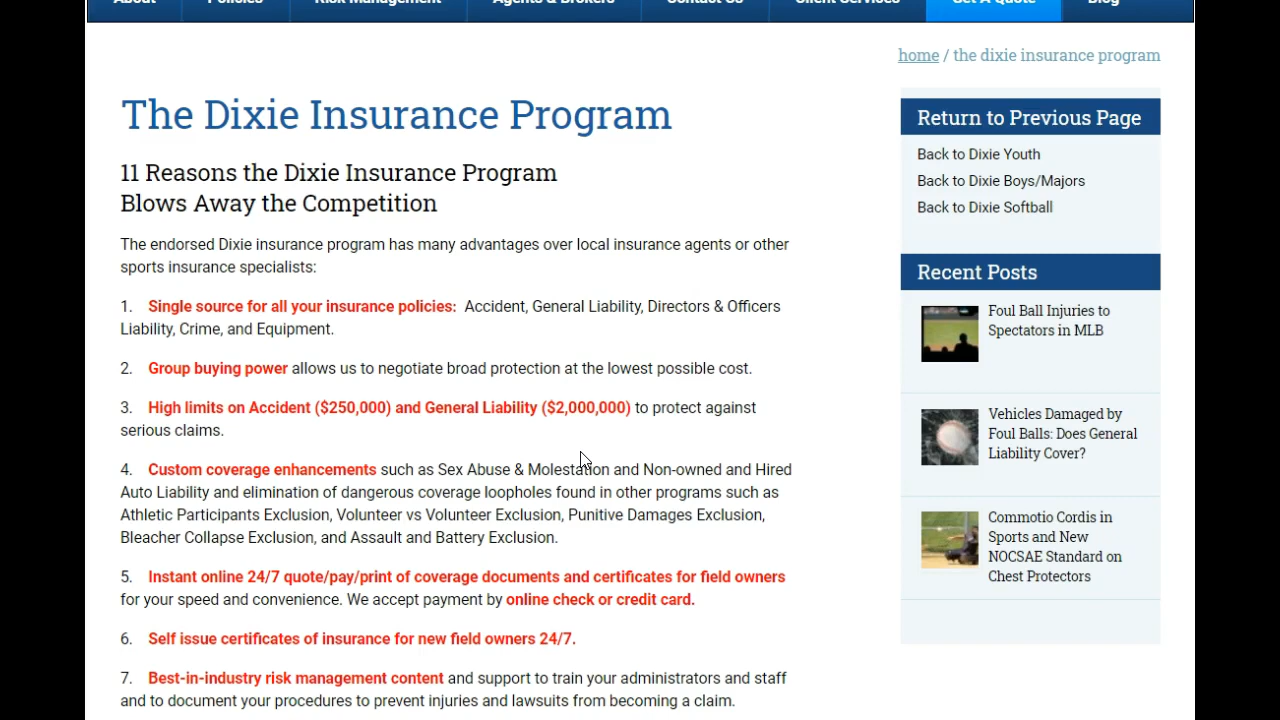 About Policies Risk Management Agents & Brokers Contact Us Client Services Get A Quote Blog
home / the dixie insurance program
The Dixie Insurance Program
11 Reasons the Dixie Insurance Program
Blows Away the Competition
The endorsed Dixie insurance program has many advantages over local insurance agents or other
sports insurance specialists:
1. Single source for all your insurance policies: Accident, General Liability, Directors & Officers
Liability, Crime, and Equipment.
2. Group buying power allows us to negotiate broad protection at the lowest possible cost.
3. High limits on Accident ($250,000) and General Liability ($2,000,000) to protect against
serious claims.
4. Custom coverage enhancements such as Sex Abuse & Molestation and Non-owned and Hired
Auto Liability and elimination of dangerous coverage loopholes found in other programs such as
Athletic Participants Exclusion, Volunteer vs Volunteer Exclusion, Punitive Damages Exclusion,
Bleacher Collapse Exclusion, and Assault and Battery Exclusion.
5. Instant online 24/7 quote/pay/print of coverage documents and certificates for field owners
for your speed and convenience. We accept payment by online check or credit card.
6. Self issue certificates of insurance for new field owners 24/7.
7. Best-in-industry risk management content and support to train your administrators and staff
and to document your procedures to prevent injuries and lawsuits from becoming a claim.
Return to Previous Page
Back to Dixie Youth
Back to Dixie Boys/Majors
Back to Dixie Softball
Recent Posts
Foul Ball Injuries to
Spectators in MLB
Vehicles Damaged by
Foul Balls: Does General
Liability Cover?
Commotio Cordis in
Sports and New
NOCSAE Standard on
Chest Protectors